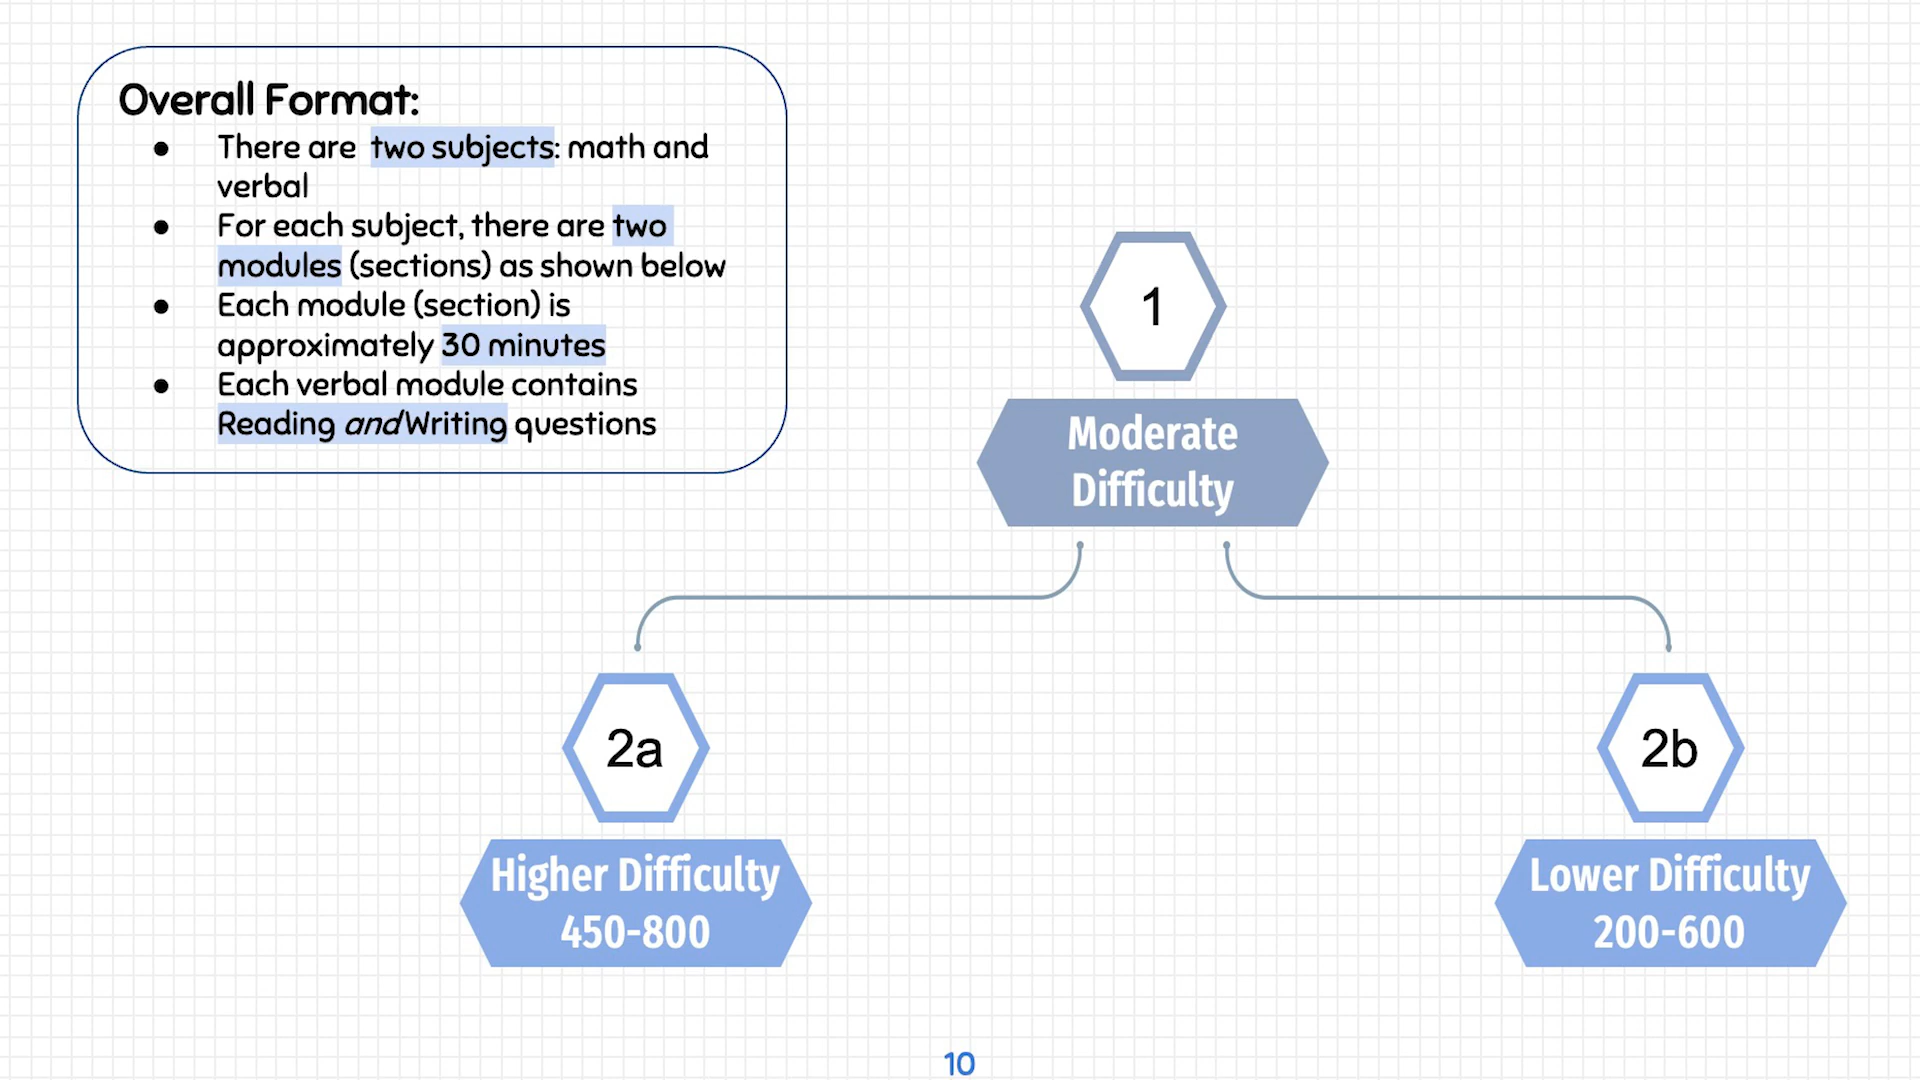 Overall Format:
● There are two subjects: math and
verbal
● For each subject, there are two
modules (sections) as shown below
● Each module (section) is
approximately 30 minutes
● Each verbal module contains
Reading and Writing questions
1
Moderate
Difficulty
2a
Higher Difficulty
450-800
2b
Lower Difficulty
200-600
10